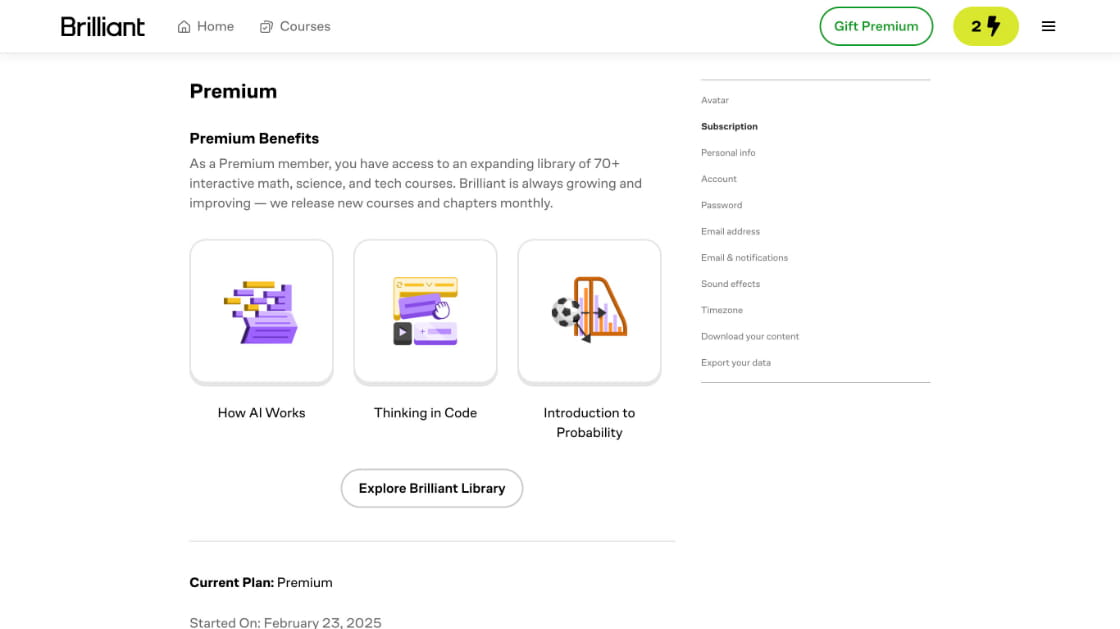 Brilliant
Home
Courses
Gift Premium
2
Premium
Premium Benefits
As a Premium member, you have access to an expanding library of 70+
interactive math, science, and tech courses. Brilliant is always growing and
improving — we release new courses and chapters monthly.
How AI Works
Thinking in Code
Introduction to
Probability
Explore Brilliant Library
Current Plan: Premium
Started On: February 23, 2025
Avatar
Subscription
Personal info
Account
Password
Email address
Email & notifications
Sound effects
Timezone
Download your content
Export your data